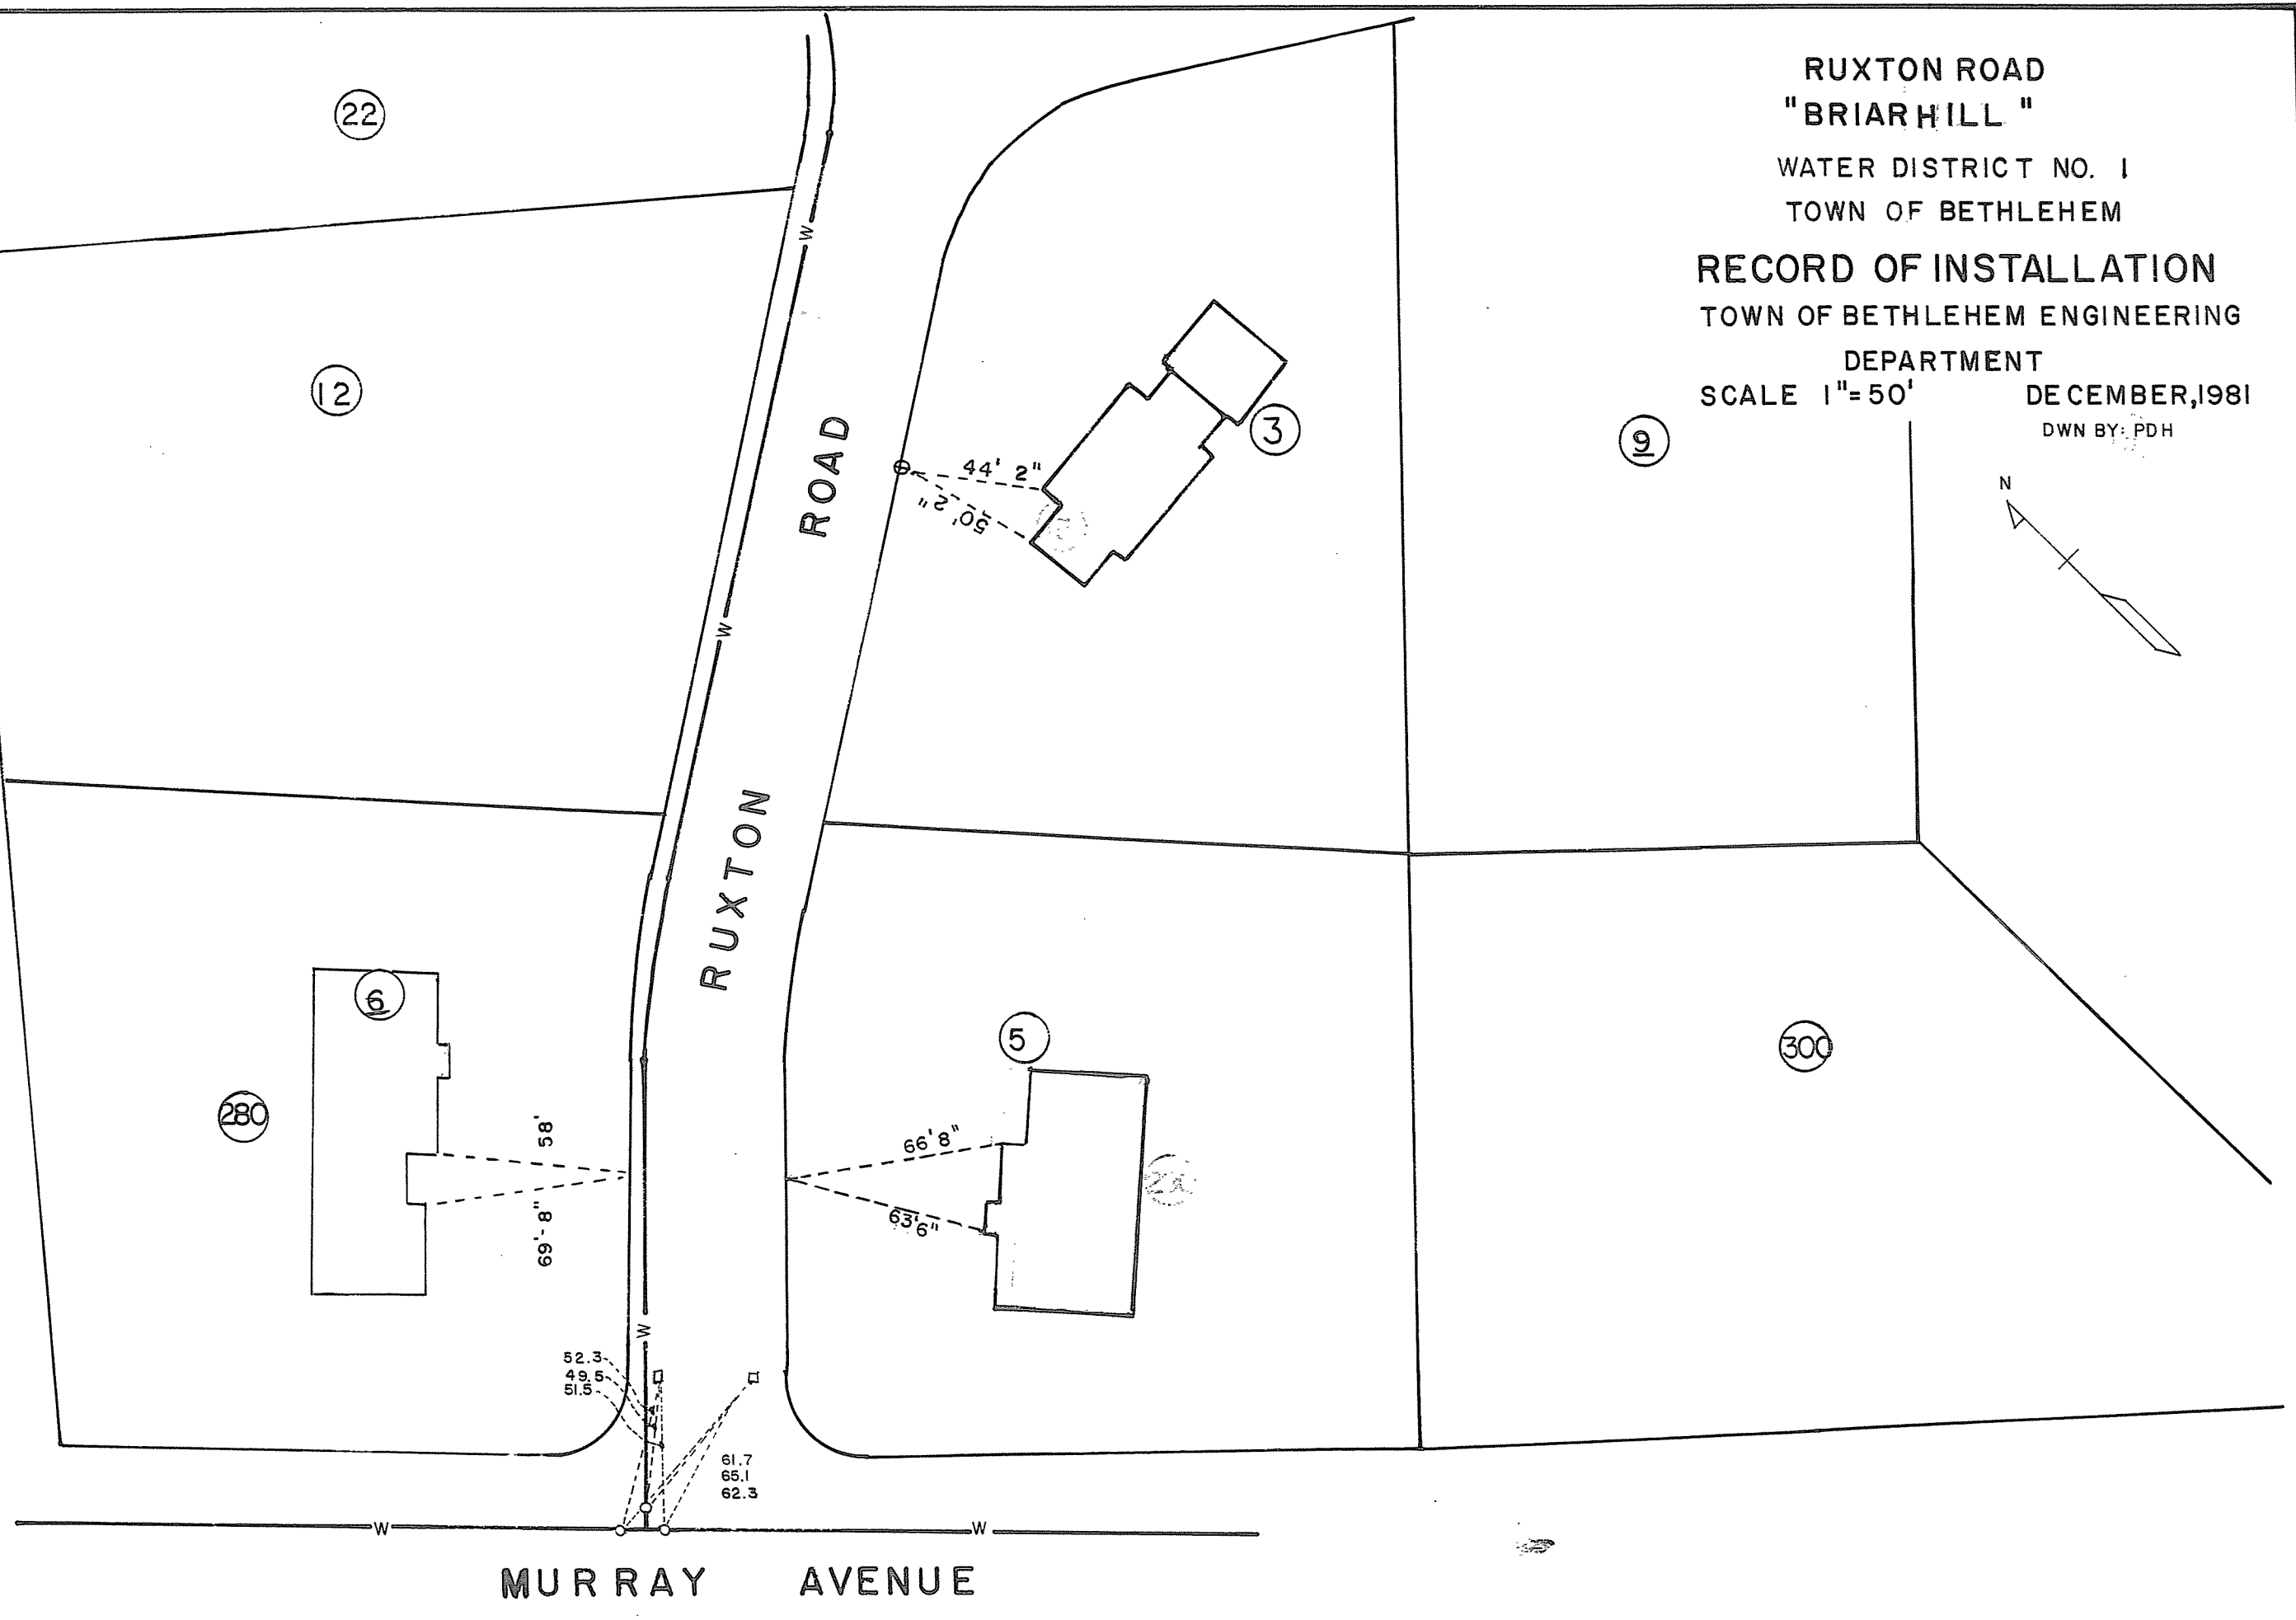 RUXTON ROAD
"BRIARHILL"
WATER DISTRICT NO. 1
TOWN OF BETHLEHEM
RECORD OF INSTALLATION
TOWN OF BETHLEHEM ENGINEERING
DEPARTMENT
SCALE 1"=50' DECEMBER, 1981
DWN BY: PDH
N
22
12
W
ROAD
44' 2"
50' 2"
3
9
W
RUXTON
6
280
58'
69'-8"
5
66'8"
63'6"
300
W
52.3
49.5
51.5
61.7
65.1
62.3
W
W
MURRAY AVENUE